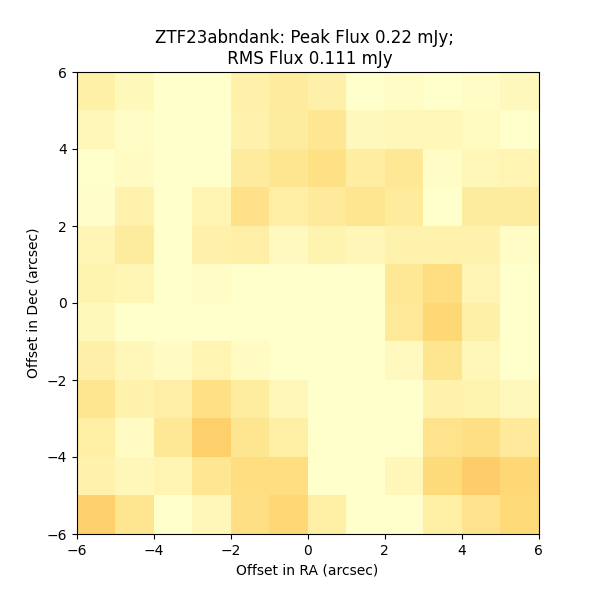 ZTF23abndank: Peak Flux 0.22 mJy;
RMS Flux 0.111 mJy
6
4
2
0
−2
−4
−6
Offset in Dec (arcsec)
−6 −4 −2 0 2 4 6
Offset in RA (arcsec)